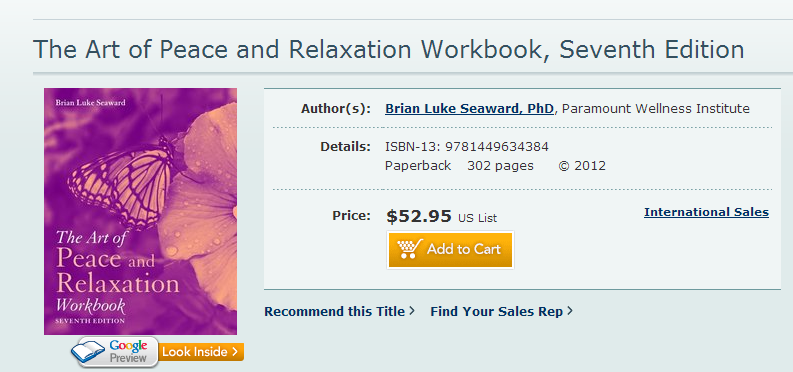 The Art of Peace and Relaxation Workbook, Seventh Edition
Brian Luke Seaward
The Art of
Peace and
Relaxation
Workbook
SEVENTH EDITION
Google
Preview
Look Inside >
Author(s): Brian Luke Seaward, PhD, Paramount Wellness Institute
Details: ISBN-13: 9781449634384
Paperback 302 pages © 2012
Price: $52.95 US List International Sales
Add to Cart
Recommend this Title > Find Your Sales Rep >